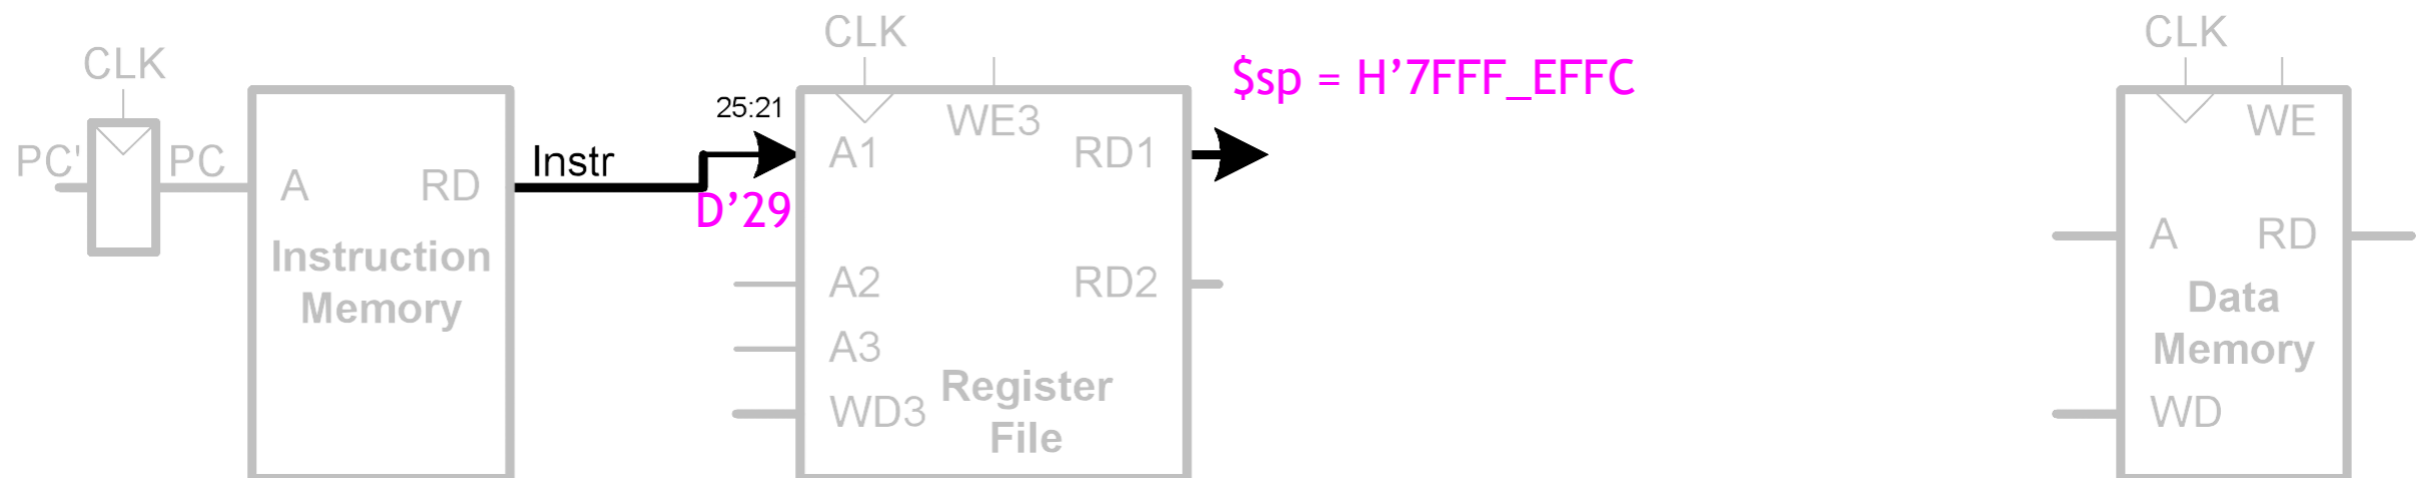 CLK
PC'
PC
A
RD
Instruction
Memory
Instr
25:21
D’29
CLK
WE3
A1
RD1
A2
RD2
A3
WD3
Register
File
$sp = H’7FFF_EFFC
CLK
WE
A
RD
Data
Memory
WD